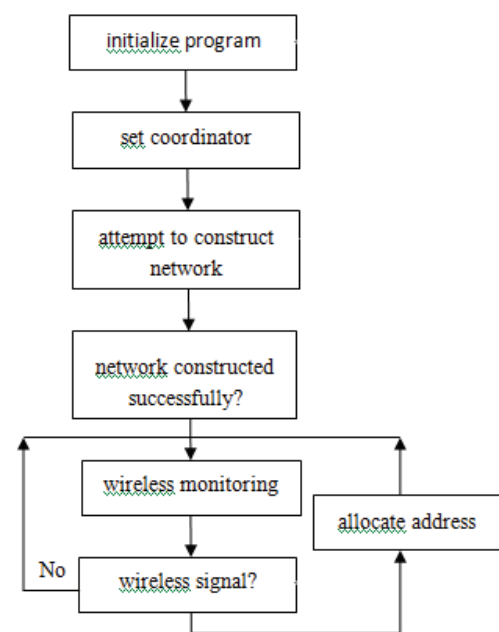 initialize program
set coordinator
attempt to construct
network
network constructed
successfully?
wireless monitoring
allocate address
No
wireless signal?